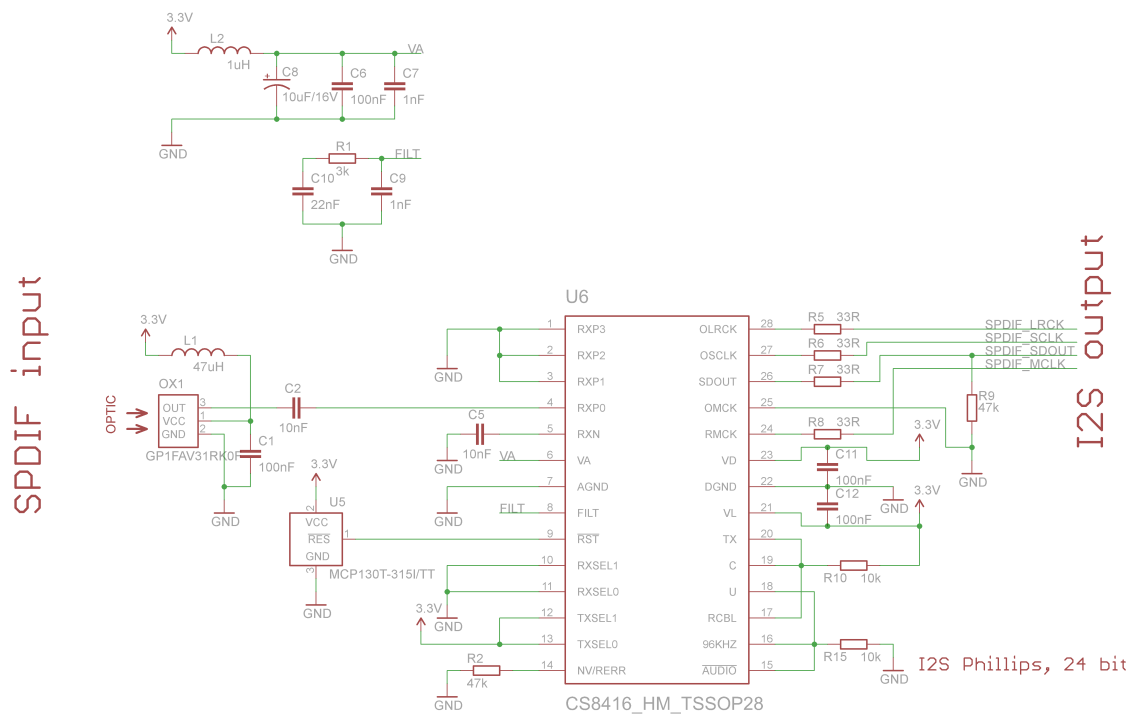 3.3V
L2
1uH
VA
C8
10uF/16V
C6
100nF
C7
1nF
GND
R1
3k
FILT
C10
22nF
C9
1nF
GND
SPDIF input
I2S output
3.3V
L1
47uH
OX1
OPTIC
OUT 3
VCC 1
GND 2
GP1FAV31RK0F
C1
100nF
GND
C2
10nF
C5
10nF
GND
GND
VA
GND
FILT
3.3V
U5
2
VCC
RES 1
GND
3
MCP130T-315I/TT
GND
3.3V
GND
R2
47k
GND
U6
1 RXP3 OLRCK 28
2 RXP2 OSCLK 27
3 RXP1 SDOUT 26
4 RXP0 OMCK 25
5 RXN RMCK 24
6 VA VD 23
7 AGND DGND 22
8 FILT VL 21
9 RST TX 20
10 RXSEL1 C 19
11 RXSEL0 U 18
12 TXSEL1 RCBL 17
13 TXSEL0 96KHZ 16
14 NV/RERR AUDIO 15
CS8416_HM_TSSOP28
R5 33R
SPDIF_LRCK
R6 33R
SPDIF_SCLK
R7 33R
SPDIF_SDOUT
SPDIF_MCLK
R9
47k
R8 33R
3.3V
GND
C11
100nF
C12
100nF
GND
3.3V
R10 10k
R15 10k
GND
I2S Phillips, 24 bit